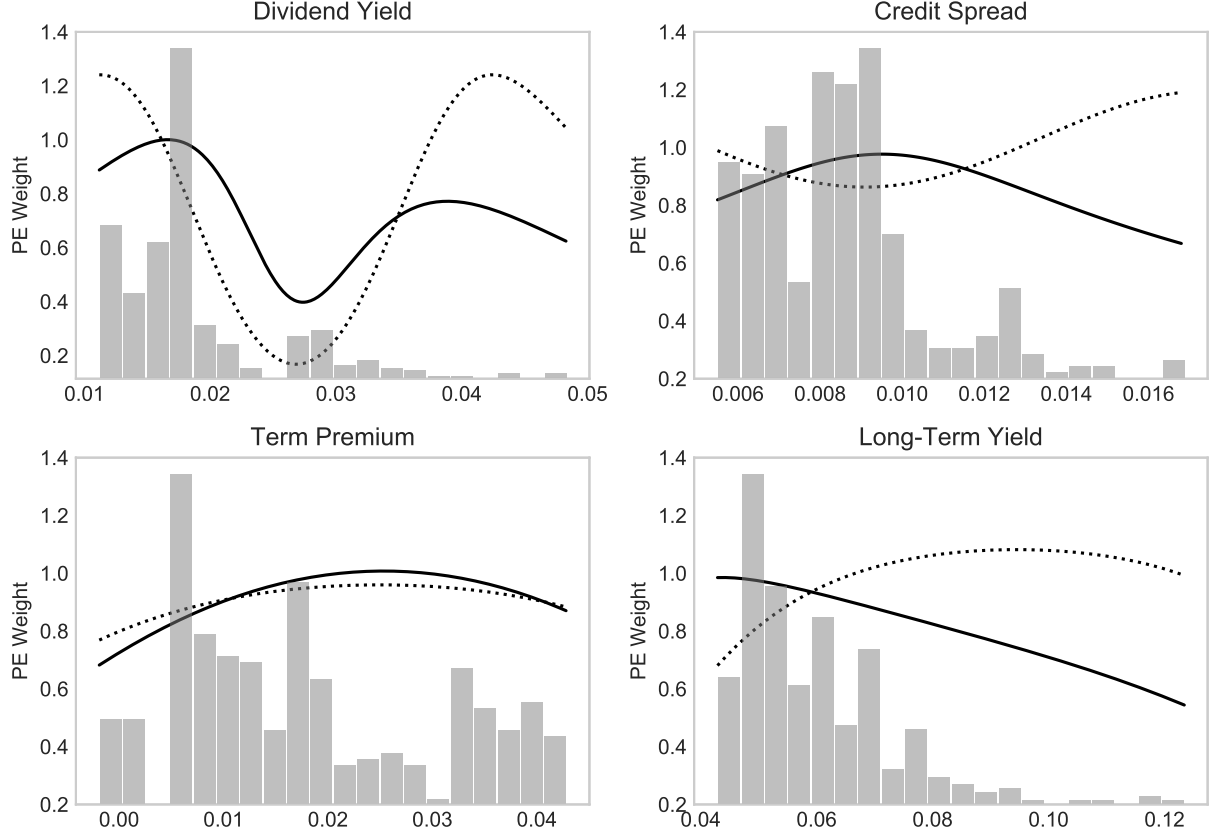 Dividend Yield
1.4
1.2
1.0
0.8
0.6
0.4
0.2
PE Weight
0.01 0.02 0.03 0.04 0.05
Credit Spread
1.4
1.2
1.0
0.8
0.6
0.4
0.2
PE Weight
0.006 0.008 0.010 0.012 0.014 0.016
Term Premium
1.4
1.2
1.0
0.8
0.6
0.4
0.2
PE Weight
0.00 0.01 0.02 0.03 0.04
Long-Term Yield
1.4
1.2
1.0
0.8
0.6
0.4
0.2
PE Weight
0.04 0.06 0.08 0.10 0.12